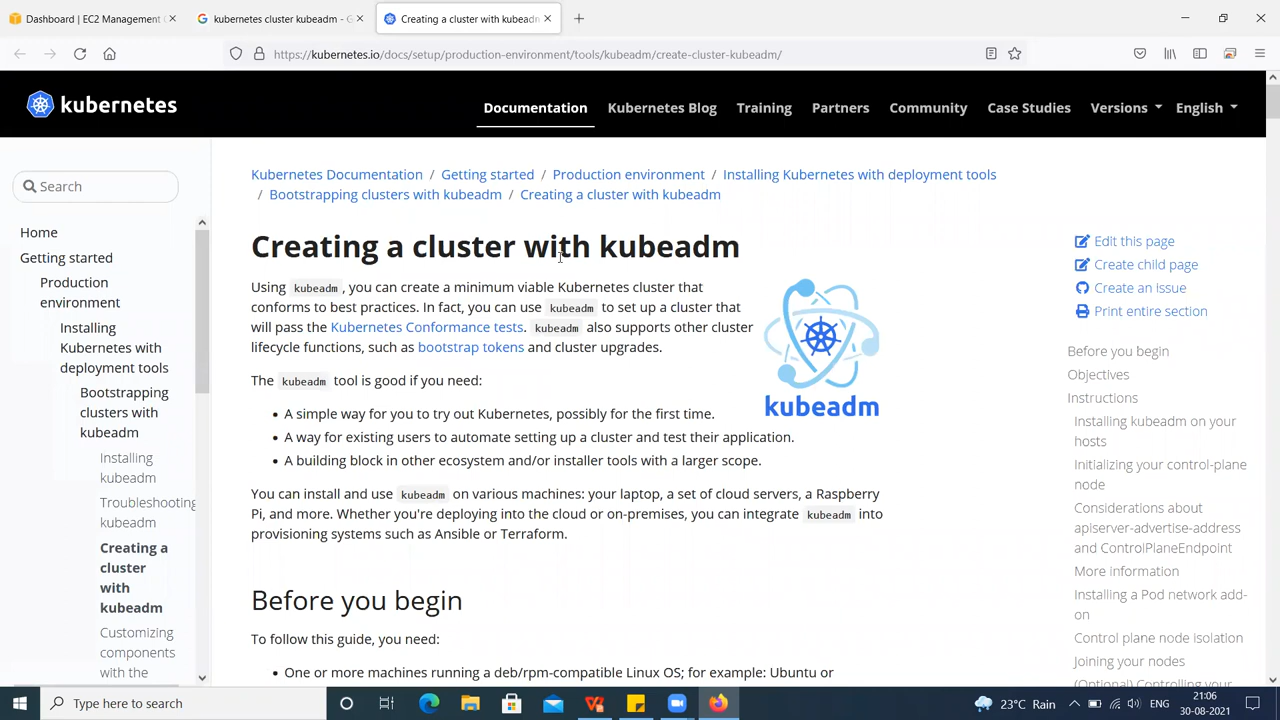 Dashboard | EC2 Management C
kubernetes cluster kubeadm - G
Creating a cluster with kubeadm
https://kubernetes.io/docs/setup/production-environment/tools/kubeadm/create-cluster-kubeadm/
kubernetes
Documentation
Kubernetes Blog
Training
Partners
Community
Case Studies
Versions
English
Search
Home
Getting started
Production
environment
Installing
Kubernetes with
deployment tools
Bootstrapping
clusters with
kubeadm
Installing
kubeadm
Troubleshooting
kubeadm
Creating a
cluster
with
kubeadm
Customizing
components
with the
Kubernetes Documentation / Getting started / Production environment / Installing Kubernetes with deployment tools
/ Bootstrapping clusters with kubeadm / Creating a cluster with kubeadm
Creating a cluster with kubeadm
Using kubeadm, you can create a minimum viable Kubernetes cluster that
conforms to best practices. In fact, you can use kubeadm to set up a cluster that
will pass the Kubernetes Conformance tests. kubeadm also supports other cluster
lifecycle functions, such as bootstrap tokens and cluster upgrades.
kubeadm
The kubeadm tool is good if you need:
• A simple way for you to try out Kubernetes, possibly for the first time.
• A way for existing users to automate setting up a cluster and test their application.
• A building block in other ecosystem and/or installer tools with a larger scope.
You can install and use kubeadm on various machines: your laptop, a set of cloud servers, a Raspberry
Pi, and more. Whether you're deploying into the cloud or on-premises, you can integrate kubeadm into
provisioning systems such as Ansible or Terraform.
Before you begin
To follow this guide, you need:
• One or more machines running a deb/rpm-compatible Linux OS; for example: Ubuntu or
Edit this page
Create child page
Create an issue
Print entire section
Before you begin
Objectives
Instructions
Installing kubeadm on your
hosts
Initializing your control-plane
node
Considerations about
apiserver-advertise-address
and ControlPlaneEndpoint
More information
Installing a Pod network add-
on
Control plane node isolation
Joining your nodes
(Optional) Controlling your
Type here to search
23°C Rain
ENG
21:06
30-08-2021